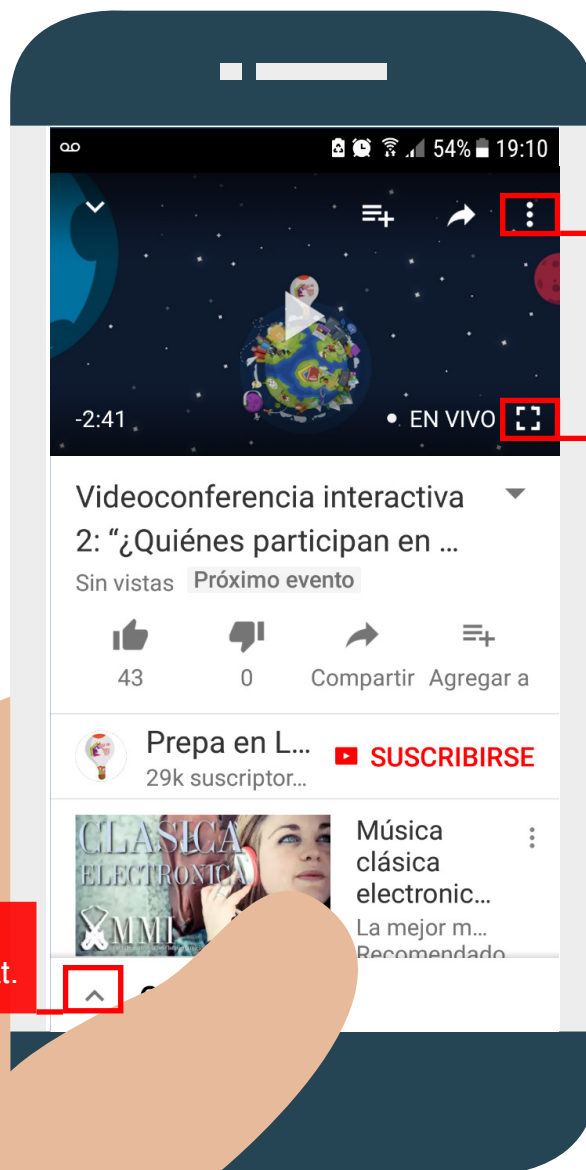 54% 19:10
-2:41
EN VIVO
Videoconferencia interactiva
2: “¿Quiénes participan en ...
Sin vistas Próximo evento
43 0 Compartir Agregar a
Prepa en L...
SUSCRIBIRSE
29k suscriptor...
CLASICA
ELECTRONICA
MMI
Música
clásica
electronic...
La mejor m...
Recomendado